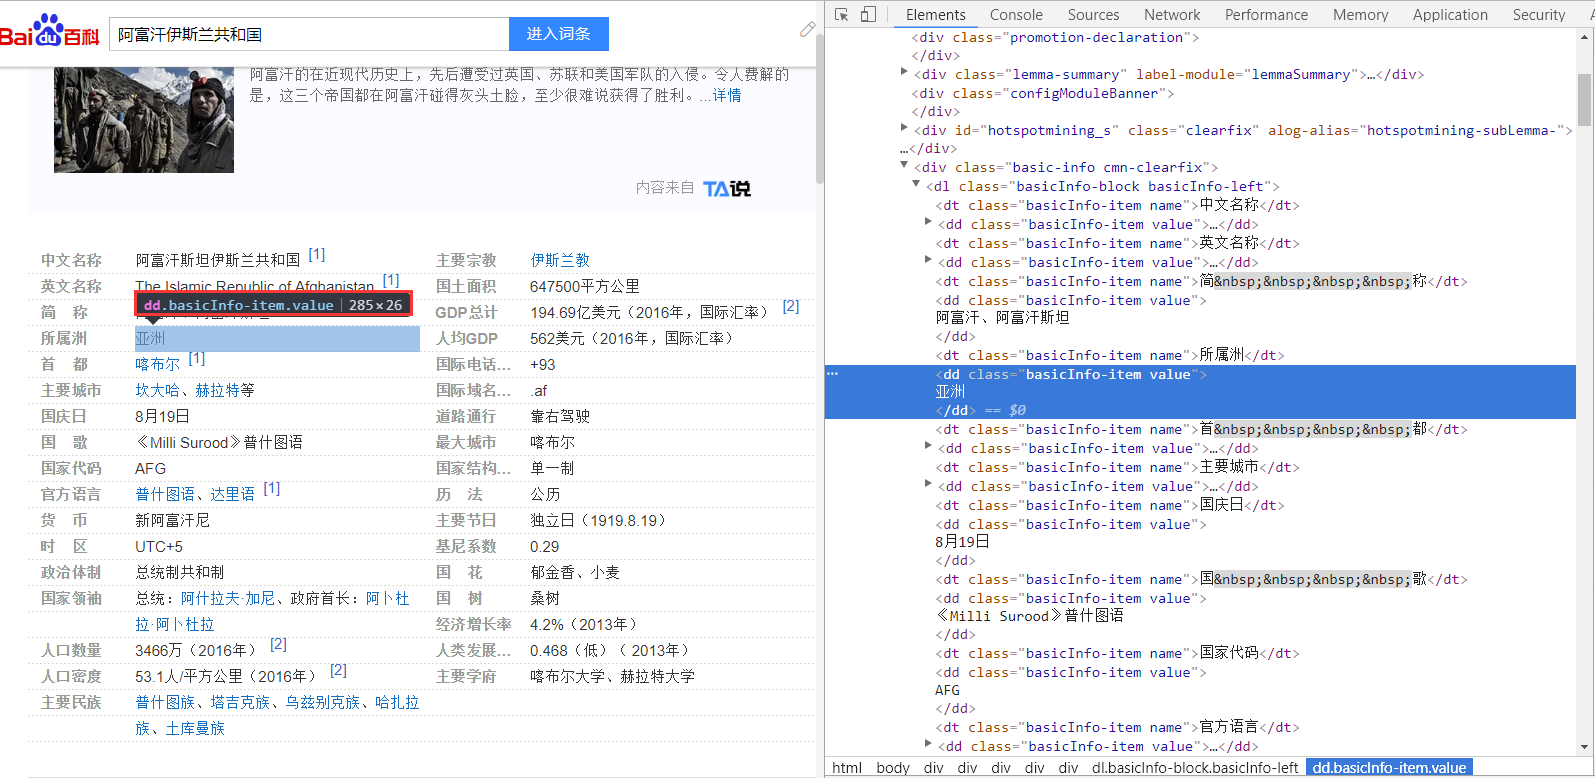 Bai du 百科
阿富汗伊斯兰共和国
进入词条
阿富汗的在近现代历史上，先后遭受过英国、苏联和美国军队的入侵。令人费解的
是，这三个帝国都在阿富汗碰得灰头土脸，至少很难说获得了胜利。...详情
内容来自 TA说
中文名称 阿富汗斯坦伊斯兰共和国 [1]
英文名称 The Islamic Republic of Afghanistan [1]
dd.basicInfo-item.value | 285×26
简 称
所属洲 亚洲
首 都 喀布尔 [1]
主要城市 坎大哈、赫拉特等
国庆日 8月19日
国 歌 《Milli Surood》普什图语
国家代码 AFG
官方语言 普什图语、达里语 [1]
货 币 新阿富汗尼
时 区 UTC+5
政治体制 总统制共和制
国家领袖 总统：阿什拉夫·加尼、政府首长：阿卜杜
拉·阿卜杜拉
人口数量 3466万（2016年） [2]
人口密度 53.1人/平方公里（2016年） [2]
主要民族 普什图族、塔吉克族、乌兹别克族、哈扎拉
族、土库曼族
主要宗教 伊斯兰教
国土面积 647500平方公里
GDP总计 194.69亿美元（2016年，国际汇率） [2]
人均GDP 562美元（2016年，国际汇率）
国际电话... +93
国际域名... .af
道路通行 靠右驾驶
最大城市 喀布尔
国家结构... 单一制
历 法 公历
主要节日 独立日（1919.8.19）
基尼系数 0.29
国 花 郁金香、小麦
国 树 桑树
经济增长率 4.2%（2013年）
人类发展... 0.468（低）（ 2013年）
主要学府 喀布尔大学、赫拉特大学
Elements Console Sources Network Performance Memory Application Security
<div class="promotion-declaration">
</div>
<div class="lemma-summary" label-module="lemmaSummary">…</div>
<div class="configModuleBanner">
</div>
<div id="hotspotmining_s" class="clearfix" alog-alias="hotspotmining-subLemma-">
…</div>
<div class="basic-info cmn-clearfix">
<dl class="basicInfo-block basicInfo-left">
<dt class="basicInfo-item name">中文名称</dt>
<dd class="basicInfo-item value">…</dd>
<dt class="basicInfo-item name">英文名称</dt>
<dd class="basicInfo-item value">…</dd>
<dt class="basicInfo-item name">简&nbsp;&nbsp;&nbsp;&nbsp;称</dt>
<dd class="basicInfo-item value">
阿富汗、阿富汗斯坦
</dd>
<dt class="basicInfo-item name">所属洲</dt>
... <dd class="basicInfo-item value">
亚洲
</dd> == $0
<dt class="basicInfo-item name">首&nbsp;&nbsp;&nbsp;&nbsp;都</dt>
<dd class="basicInfo-item value">…</dd>
<dt class="basicInfo-item name">主要城市</dt>
<dd class="basicInfo-item value">…</dd>
<dt class="basicInfo-item name">国庆日</dt>
<dd class="basicInfo-item value">
8月19日
</dd>
<dt class="basicInfo-item name">国&nbsp;&nbsp;&nbsp;&nbsp;歌</dt>
<dd class="basicInfo-item value">
《Milli Surood》普什图语
</dd>
<dt class="basicInfo-item name">国家代码</dt>
<dd class="basicInfo-item value">
AFG
</dd>
<dt class="basicInfo-item name">官方语言</dt>
<dd class="basicInfo-item value">…</dd>
html body div div div div div dl.basicInfo-block.basicInfo-left dd.basicInfo-item.value